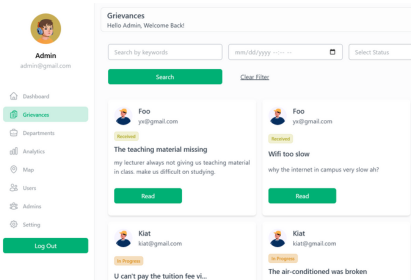 Grievances
Hello Admin, Welcome Back!
Admin
admin@gmail.com
Search by keywords
mm/dd/yyyy --:-- --
Select Status
Search
Clear Filter
Dashboard
Grievances
Departments
Analytics
Map
Users
Admins
Setting
Log Out
Foo
yx@gmail.com
Received
The teaching material missing
my lecturer aleays not giving us teaching material
in class. make us difficult on studying.
Read
Foo
yx@gmail.com
Received
Wifi too slow
why the internet in campus very slow ah?
Read
Kiat
kiat@gmail.com
In Progress
U can't pay the tuition fee vi...
Kiat
kiat@gmail.com
In Progress
The air-conditioned was broken